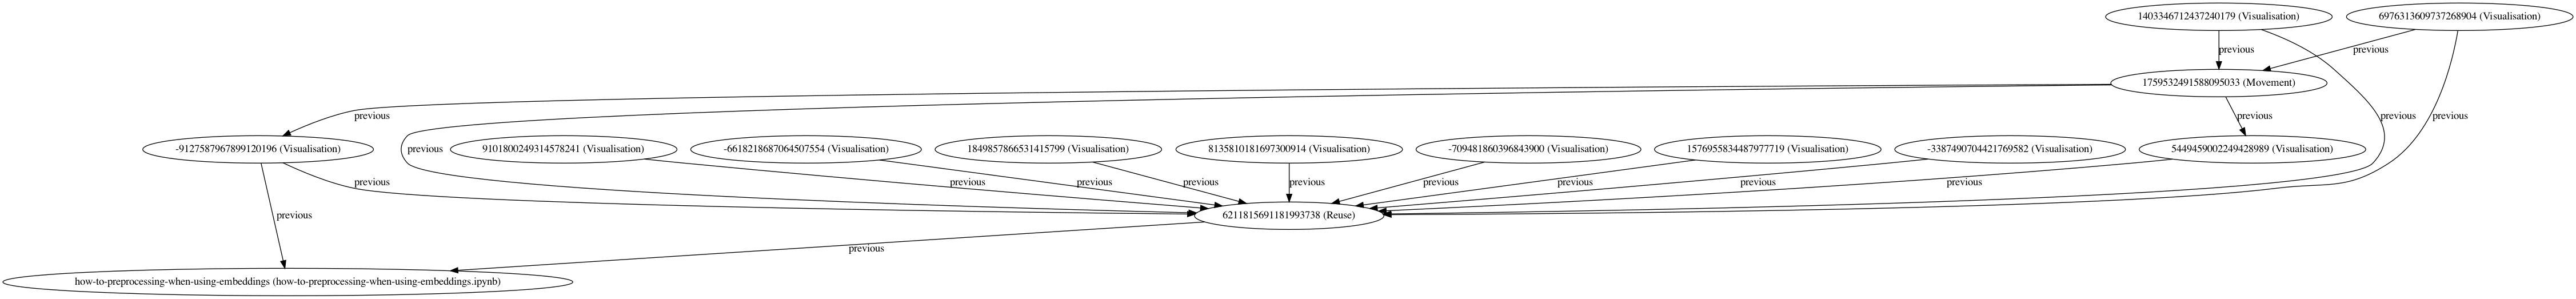 1403346712437240179 (Visualisation)
6976313609737268904 (Visualisation)
previous
previous
1759532491588095033 (Movement)
previous
previous
previous
previous
-9127587967899120196 (Visualisation)
previous
9101800249314578241 (Visualisation)
-6618218687064507554 (Visualisation)
1849857866531415799 (Visualisation)
8135810181697300914 (Visualisation)
-709481860396843900 (Visualisation)
1576955834487977719 (Visualisation)
-3387490704421769582 (Visualisation)
5449459002249428989 (Visualisation)
previous
previous
previous
previous
previous
previous
previous
previous
previous
previous
6211815691181993738 (Reuse)
previous
how-to-preprocessing-when-using-embeddings (how-to-preprocessing-when-using-embeddings.ipynb)